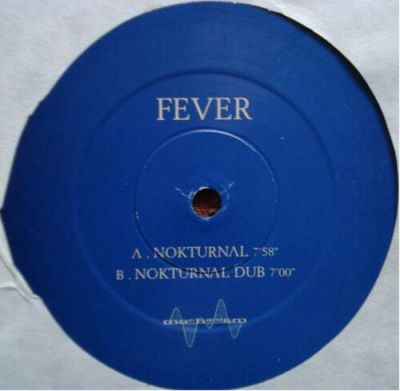 FEVER
A . NOKTURNAL 7'58"
B . NOKTURNAL DUB 7'00"